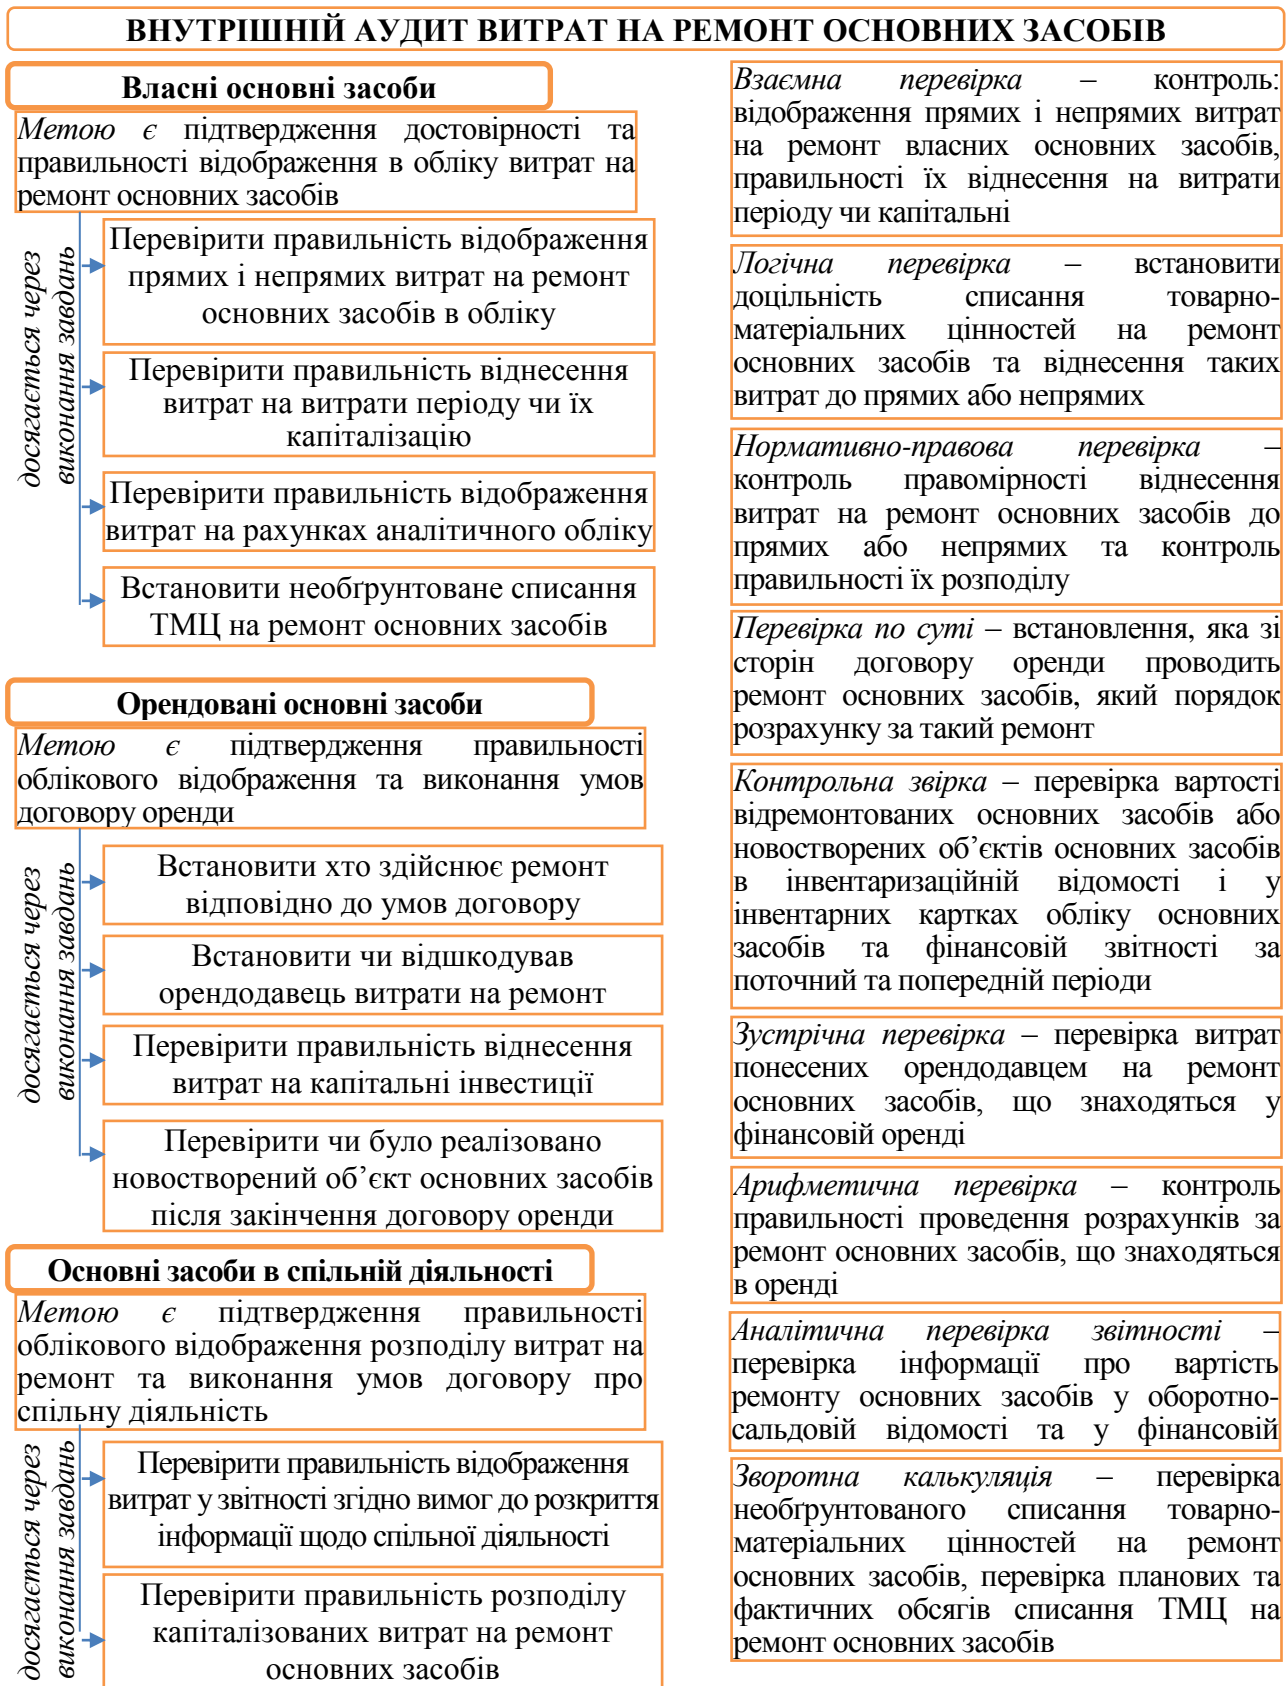 ВНУТРІШНІЙ АУДИТ ВИТРАТ НА РЕМОНТ ОСНОВНИХ ЗАСОБІВ
Власні основні засоби
Метою є підтвердження достовірності та
правильності відображення в обліку витрат на
ремонт основних засобів
досягається через
виконання завдань
Перевірити правильність відображення
прямих і непрямих витрат на ремонт
основних засобів в обліку
Перевірити правильність віднесення
витрат на витрати періоду чи їх
капіталізацію
Перевірити правильність відображення
витрат на рахунках аналітичного обліку
Встановити необґрунтоване списання
ТМЦ на ремонт основних засобів
Орендовані основні засоби
Метою є підтвердження правильності
облікового відображення та виконання умов
договору оренди
досягається через
виконання завдань
Встановити хто здійснює ремонт
відповідно до умов договору
Встановити чи відшкодував
орендодавець витрати на ремонт
Перевірити правильність віднесення
витрат на капітальні інвестиції
Перевірити чи було реалізовано
новостворений об’єкт основних засобів
після закінчення договору оренди
Основні засоби в спільній діяльності
Метою є підтвердження правильності
облікового відображення розподілу витрат на
ремонт та виконання умов договору про
спільну діяльність
досягається через
виконання завдань
Перевірити правильність відображення
витрат у звітності згідно вимог до розкриття
інформації щодо спільної діяльності
Перевірити правильність розподілу
капіталізованих витрат на ремонт
основних засобів
Взаємна перевірка – контроль:
відображення прямих і непрямих витрат
на ремонт власних основних засобів,
правильності їх віднесення на витрати
періоду чи капітальні
Логічна перевірка – встановити
доцільність списання товарно-
матеріальних цінностей на ремонт
основних засобів та віднесення таких
витрат до прямих або непрямих
Нормативно-правова перевірка –
контроль правомірності віднесення
витрат на ремонт основних засобів до
прямих або непрямих та контроль
правильності їх розподілу
Перевірка по суті – встановлення, яка зі
сторін договору оренди проводить
ремонт основних засобів, який порядок
розрахунку за такий ремонт
Контрольна звірка – перевірка вартості
відремонтованих основних засобів або
новостворених об’єктів основних засобів
в інвентаризаційній відомості і у
інвентарних картках обліку основних
засобів та фінансовій звітності за
поточний та попередній періоди
Зустрічна перевірка – перевірка витрат
понесених орендодавцем на ремонт
основних засобів, що знаходяться у
фінансовій оренді
Арифметична перевірка – контроль
правильності проведення розрахунків за
ремонт основних засобів, що знаходяться
в оренді
Аналітична перевірка звітності –
перевірка інформації про вартість
ремонту основних засобів у оборотно-
сальдовій відомості та у фінансовій
Зворотна калькуляція – перевірка
необґрунтованого списання товарно-
матеріальних цінностей на ремонт
основних засобів, перевірка планових та
фактичних обсягів списання ТМЦ на
ремонт основних засобів